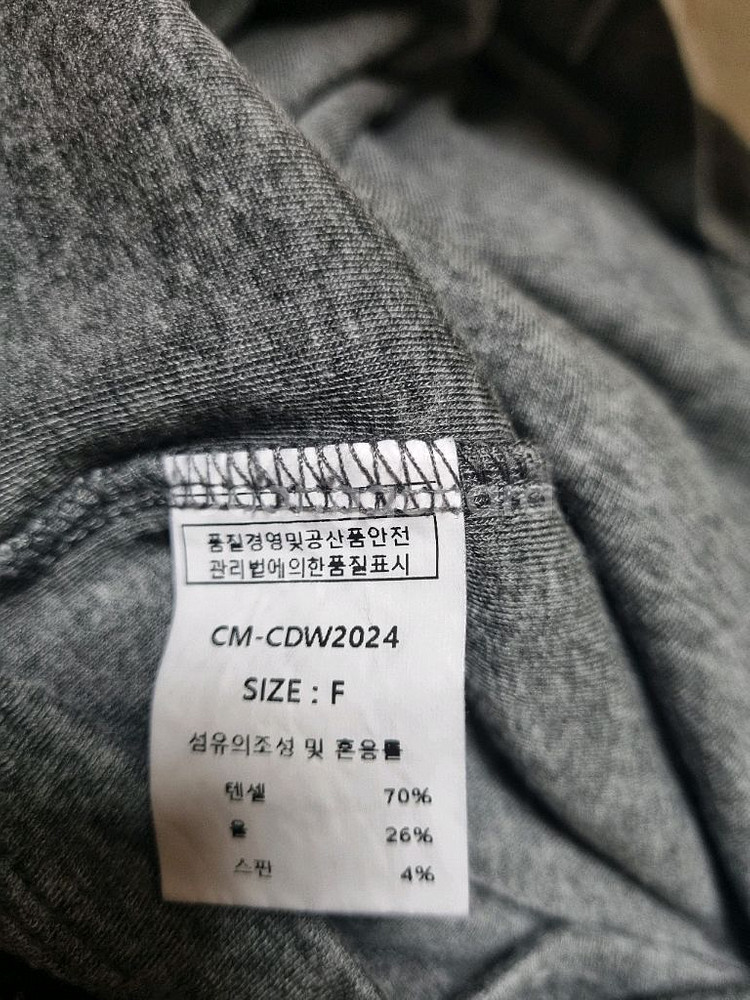 품질경영및공산품안전
관리법에의한품질표시
CM-CDW2024
SIZE : F
섬유의조성 및 혼용률
텐셀 70%
울 26%
스판 4%